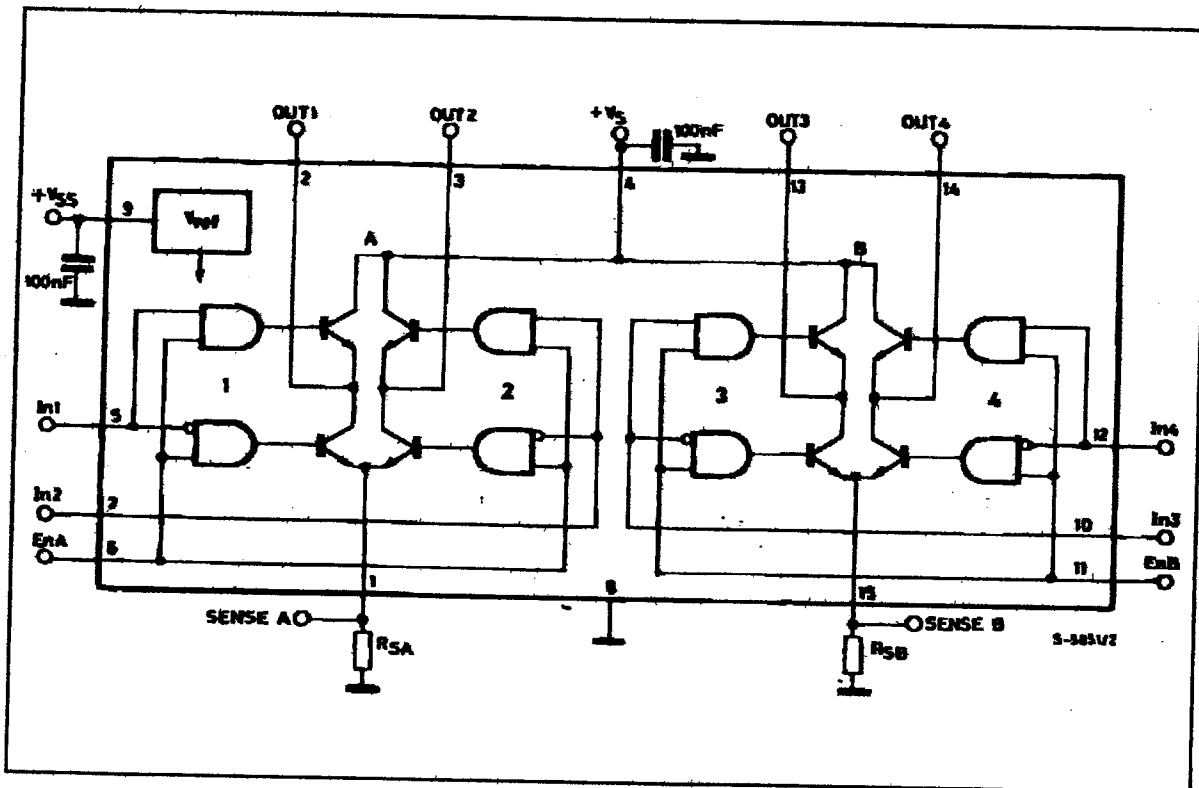 OUT1
OUT2
+VS
100nF
OUT3
OUT4
2
3
4
13
14
+VSS
9
Vref
100nF
A
B
1
2
3
4
In1
5
12
In4
In2
7
10
In3
EnA
6
11
EnB
1
8
15
SENSE A
RSA
SENSE B
RSB